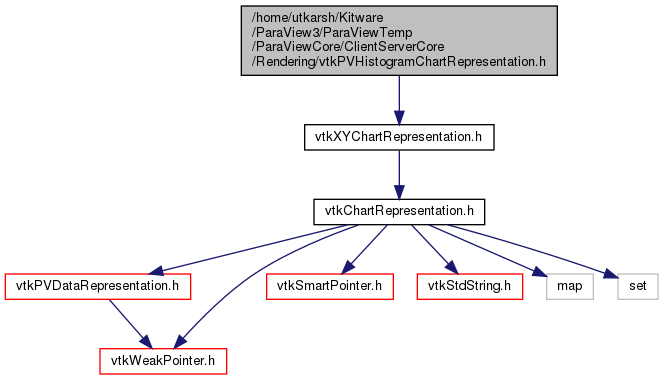 /home/utkarsh/Kitware
/ParaView3/ParaViewTemp
/ParaViewCore/ClientServerCore
/Rendering/vtkPVHistogramChartRepresentation.h
vtkXYChartRepresentation.h
vtkChartRepresentation.h
vtkPVDataRepresentation.h
vtkSmartPointer.h
vtkStdString.h
map
set
vtkWeakPointer.h